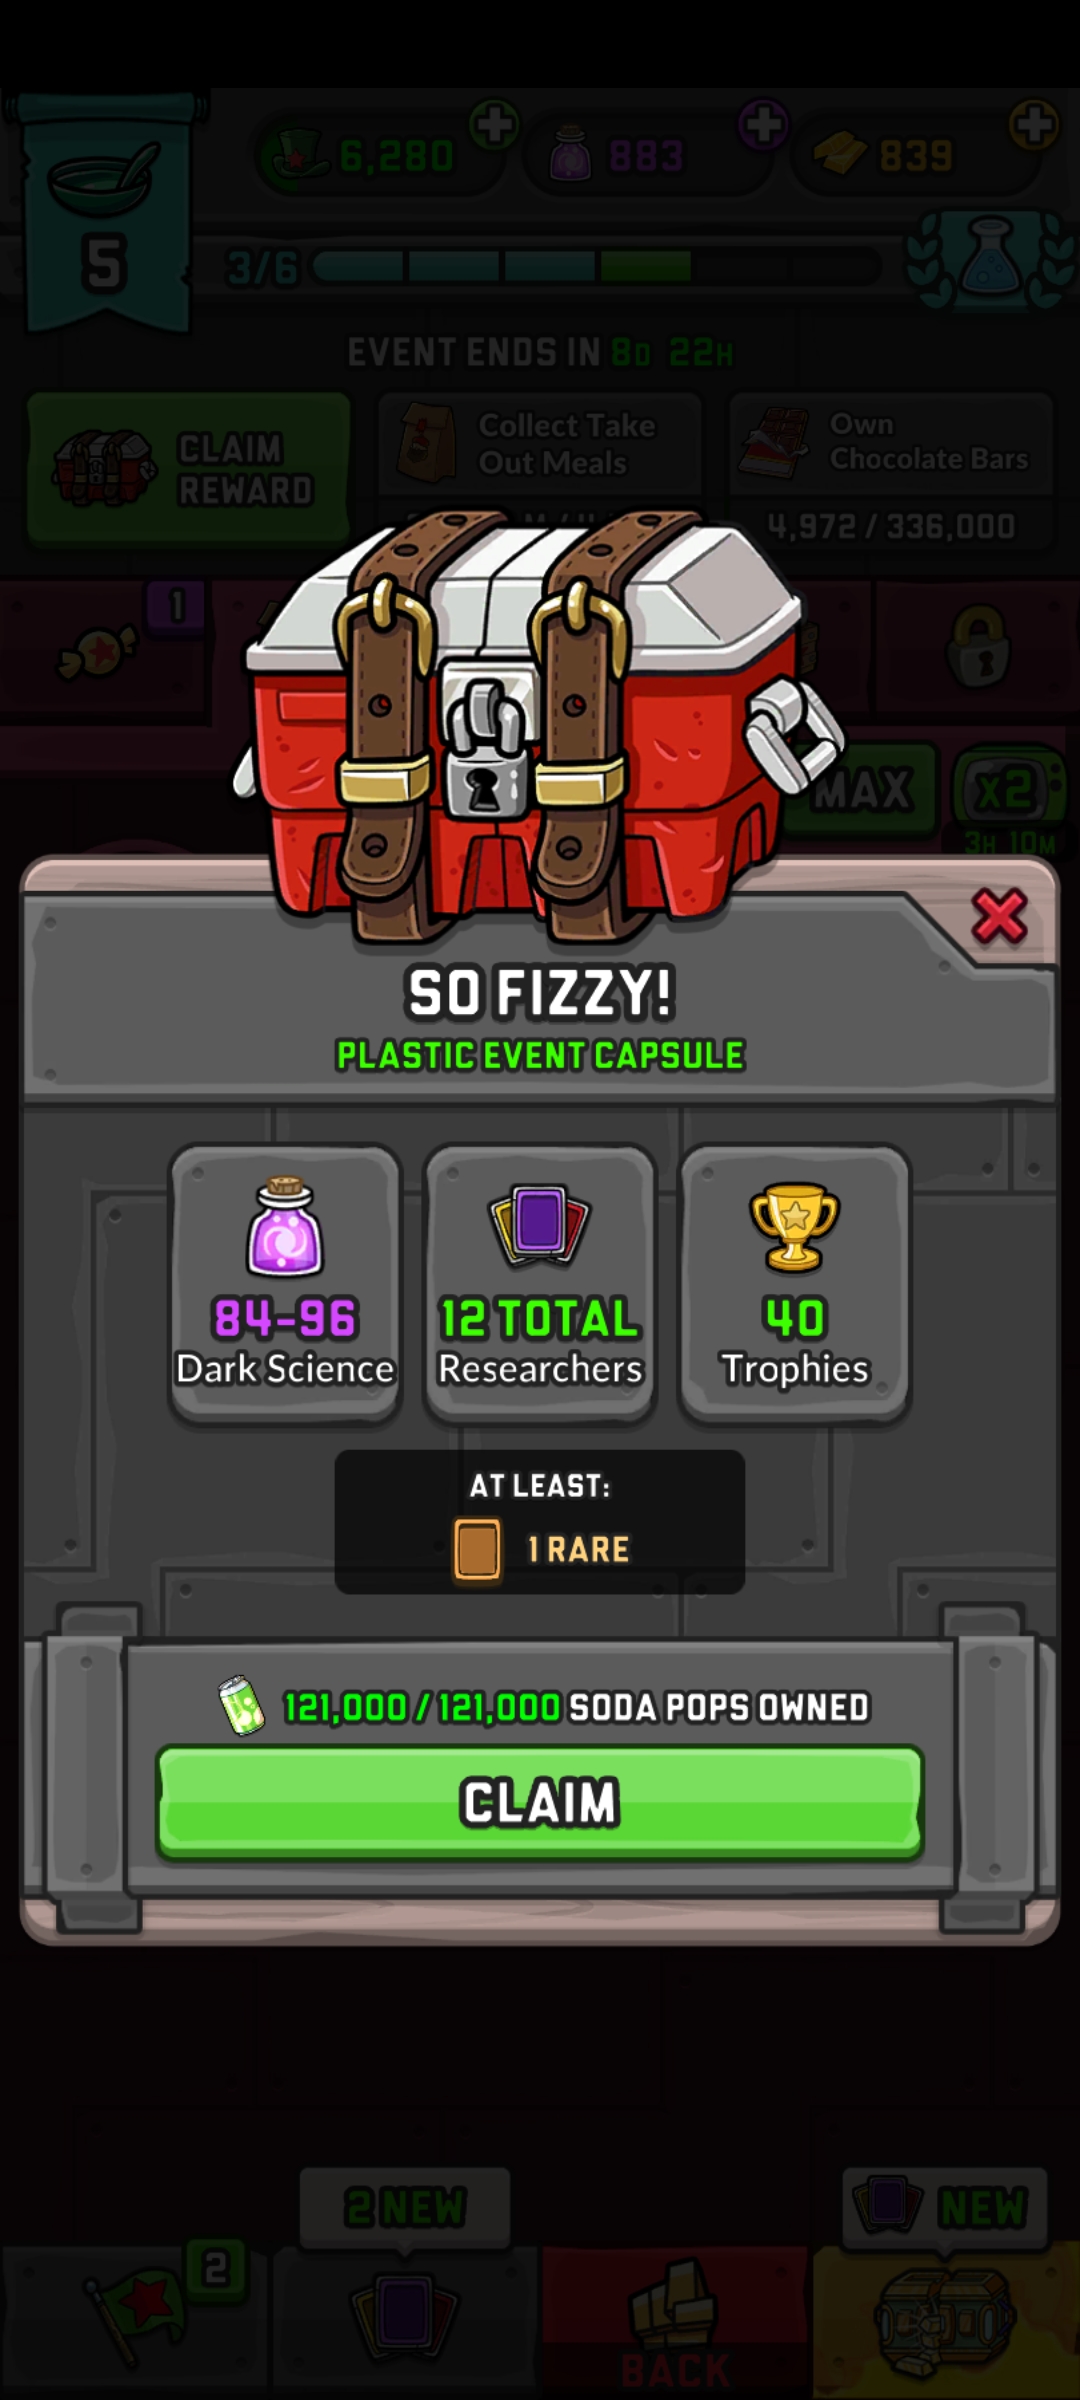 6,280
883
839
5
3/6
EVENT ENDS IN 8D 22H
CLAIM
REWARD
Collect Take
Out Meals
Own
Chocolate Bars
4,972 / 336,000
1
MAX
x2
3H 10M
SO FIZZY!
PLASTIC EVENT CAPSULE
84-96
Dark Science
12 TOTAL
Researchers
40
Trophies
AT LEAST:
1 RARE
121,000 / 121,000 SODA POPS OWNED
CLAIM
2 NEW
NEW
2
BACK